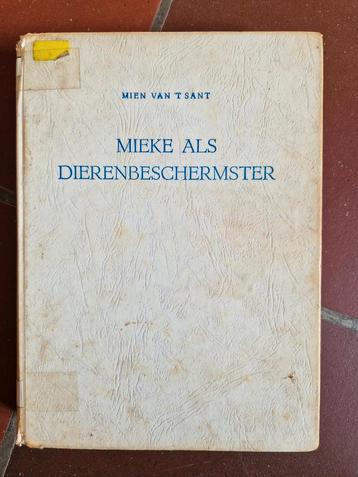 MIEN VAN 'T SANT
MIEKE ALS
DIERENBESCHERMSTER